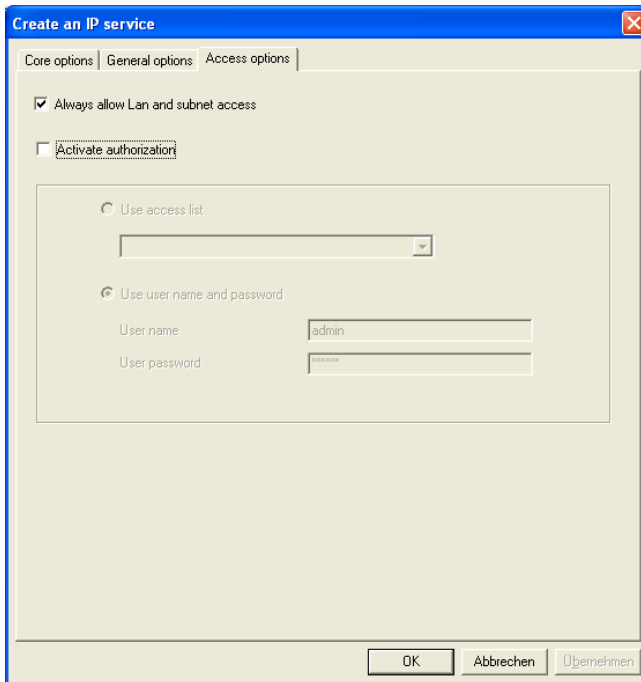 Create an IP service
Core options General options Access options
Always allow Lan and subnet access
Activate authorization
Use access list
Use user name and password
User name admin
User password ******
OK Abbrechen Übernehmen